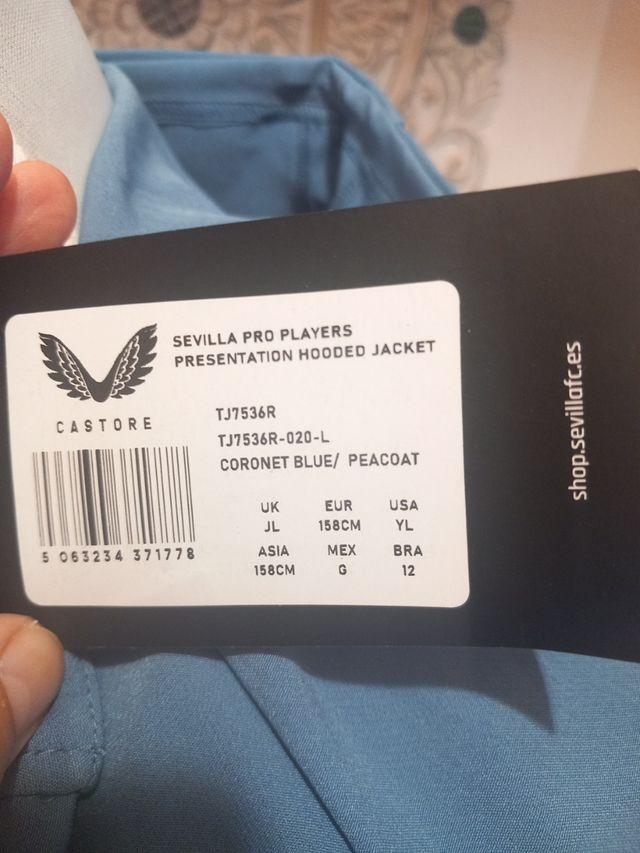 SEVILLA PRO PLAYERS
PRESENTATION HOODED JACKET
CASTORE
TJ7536R
TJ7536R-020-L
CORONET BLUE/ PEACOAT
UK EUR USA
JL 158CM YL
ASIA MEX BRA
158CM G 12
5 063234 371778
shop.sevillafc.es